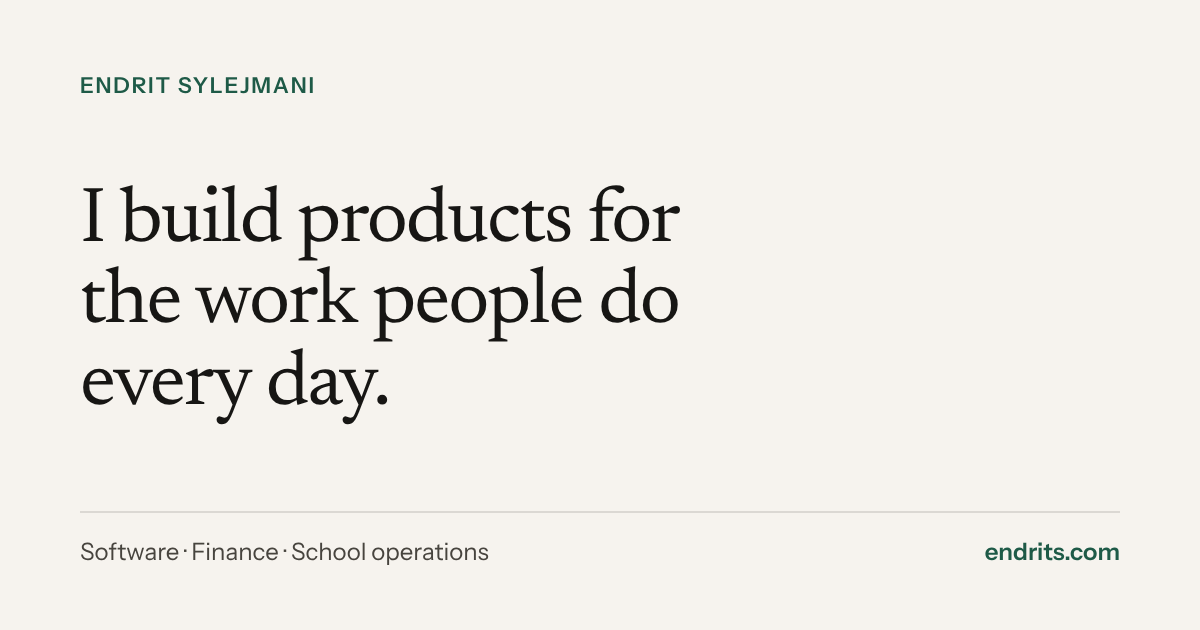 ENDRIT SYLEJMANI
I build products for
the work people do
every day.
Software · Finance · School operations
endrits.com